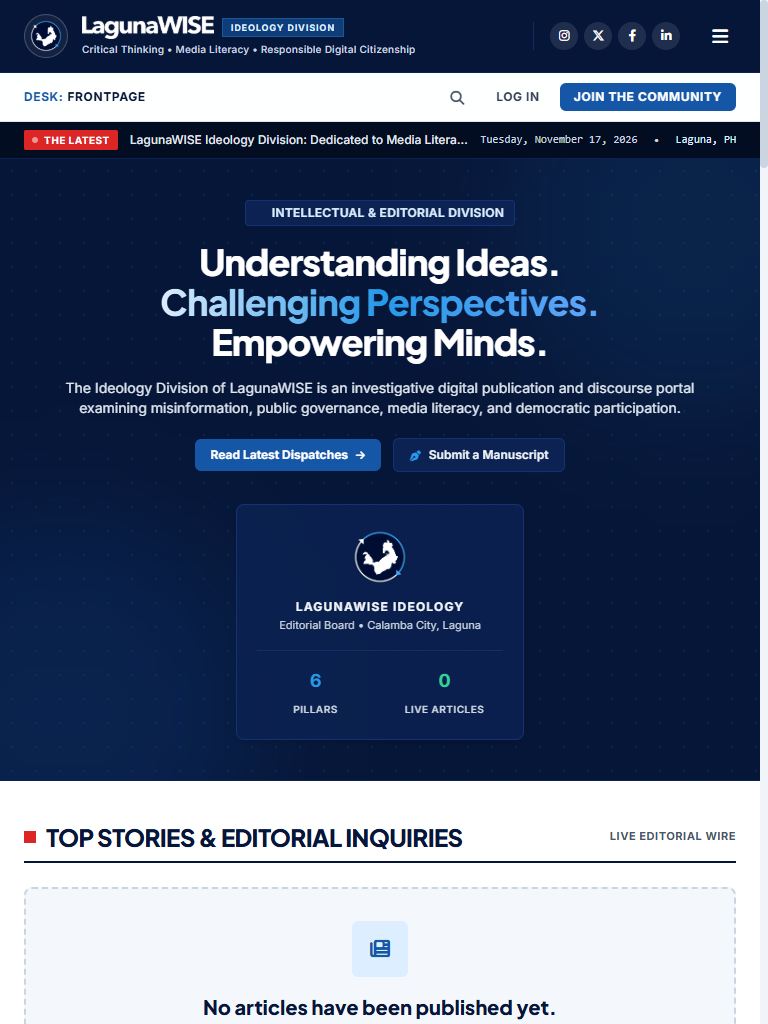 LagunaWISE IDEOLOGY DIVISION
Critical Thinking • Media Literacy • Responsible Digital Citizenship
DESK: FRONTPAGE
LOG IN
JOIN THE COMMUNITY
THE LATEST
LagunaWISE Ideology Division: Dedicated to Media Litera...
Tuesday, November 17, 2026 • Laguna, PH
INTELLECTUAL & EDITORIAL DIVISION
Understanding Ideas.
Challenging Perspectives.
Empowering Minds.
The Ideology Division of LagunaWISE is an investigative digital publication and discourse portal
examining misinformation, public governance, media literacy, and democratic participation.
Read Latest Dispatches →
Submit a Manuscript
LAGUNAWISE IDEOLOGY
Editorial Board • Calamba City, Laguna
6
PILLARS
0
LIVE ARTICLES
TOP STORIES & EDITORIAL INQUIRIES
LIVE EDITORIAL WIRE
No articles have been published yet.